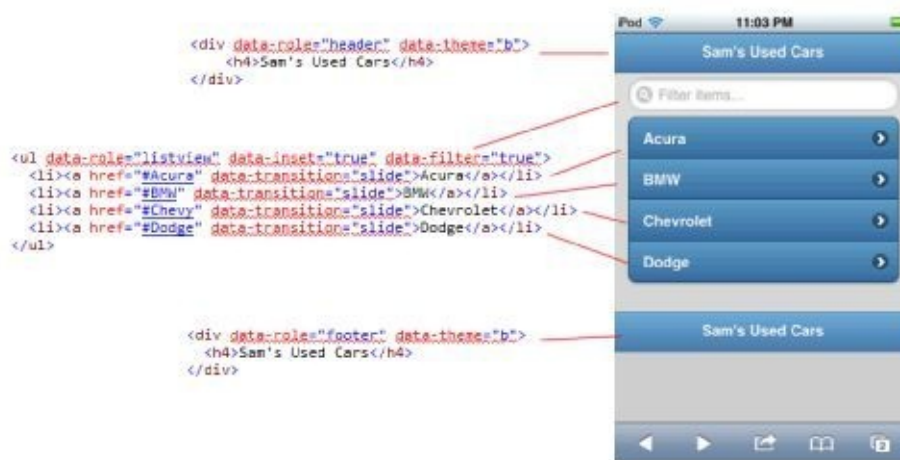 <div data-role="header" data-theme="b">
<h4>Sam's Used Cars</h4>
</div>
<ul data-role="listview" data-inset="true" data-filter="true">
<li><a href="#Acura" data-transition="slide">Acura</a></li>
<li><a href="#BMW" data-transition="slide">BMW</a></li>
<li><a href="#Chevy" data-transition="slide">Chevrolet</a></li>
<li><a href="#Dodge" data-transition="slide">Dodge</a></li>
</ul>
<div data-role="footer" data-theme="b">
<h4>Sam's Used Cars</h4>
</div>
iPod 11:03 PM
Sam's Used Cars
Filter items...
Acura
BMW
Chevrolet
Dodge
Sam's Used Cars
2